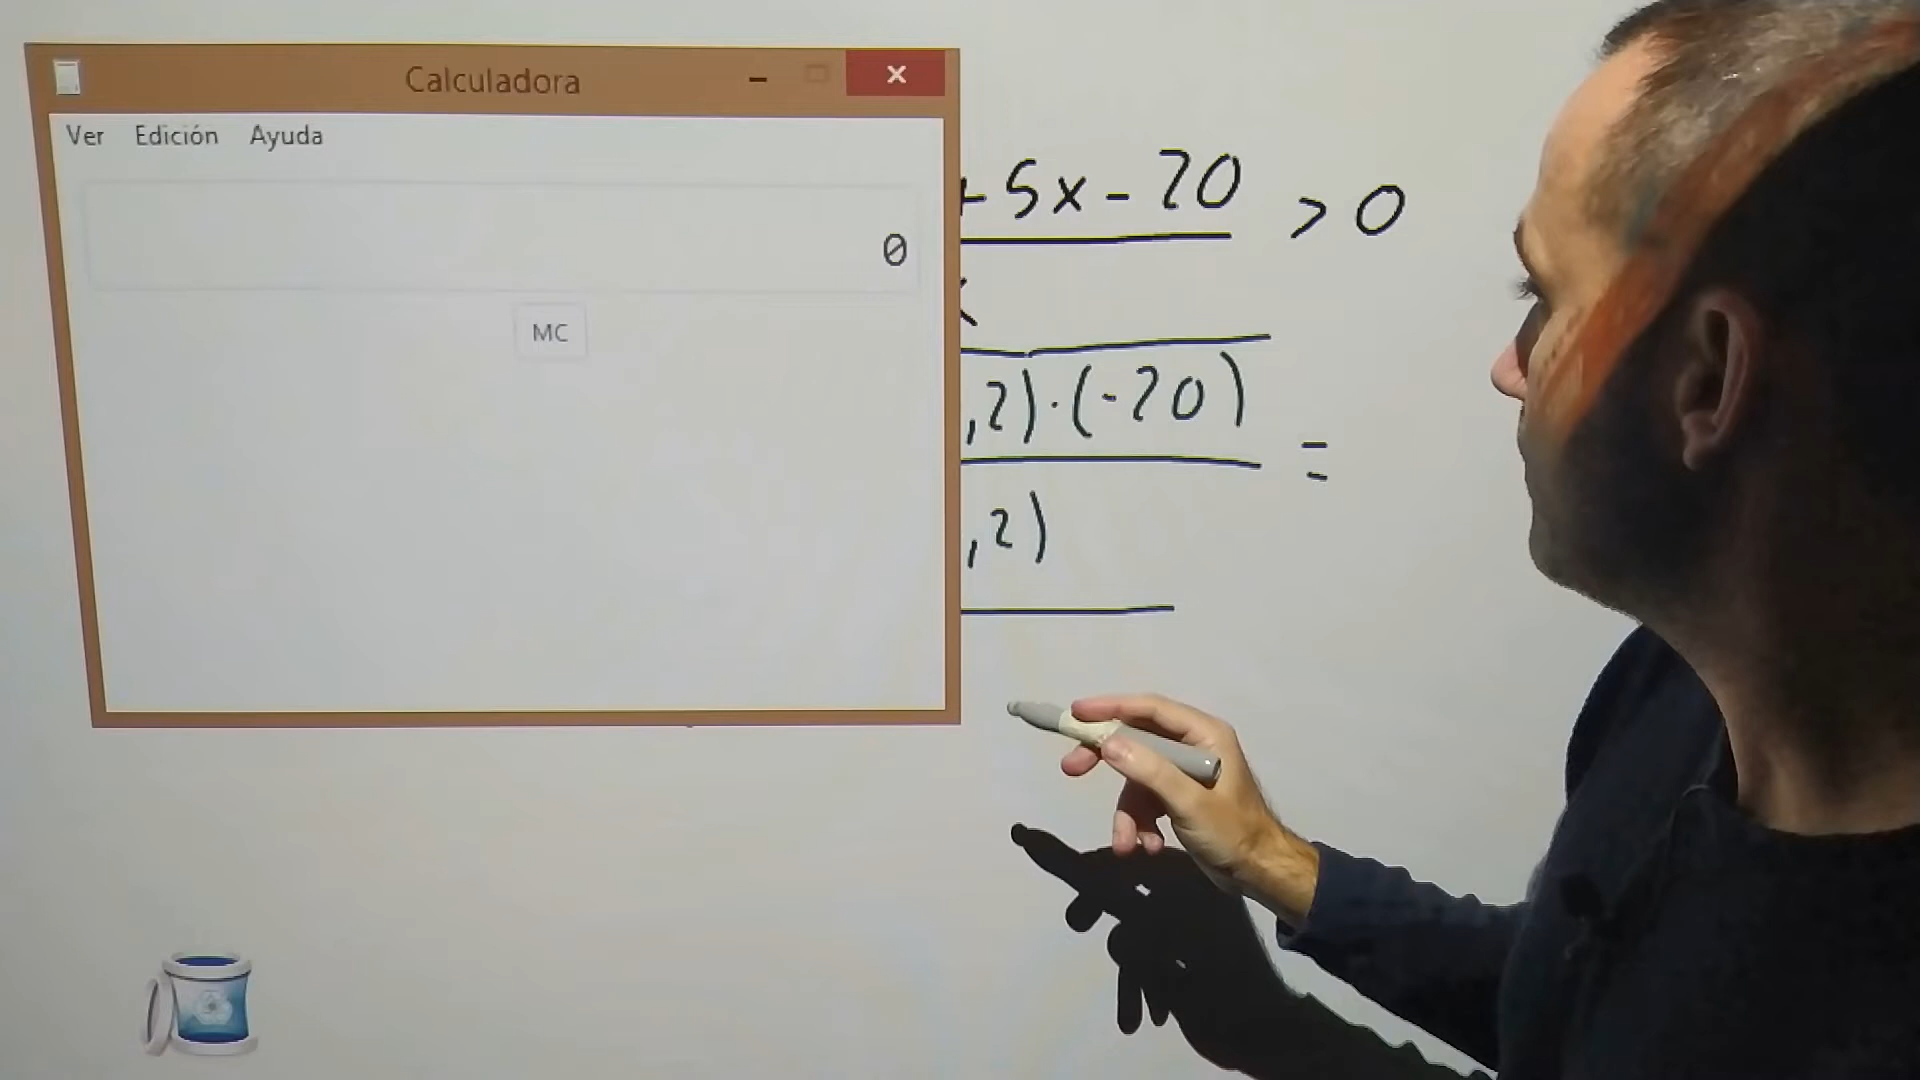 Calculadora
Ver Edición Ayuda
0
MC
+5x-20 > 0
x
,2)·(-20) =
,2)